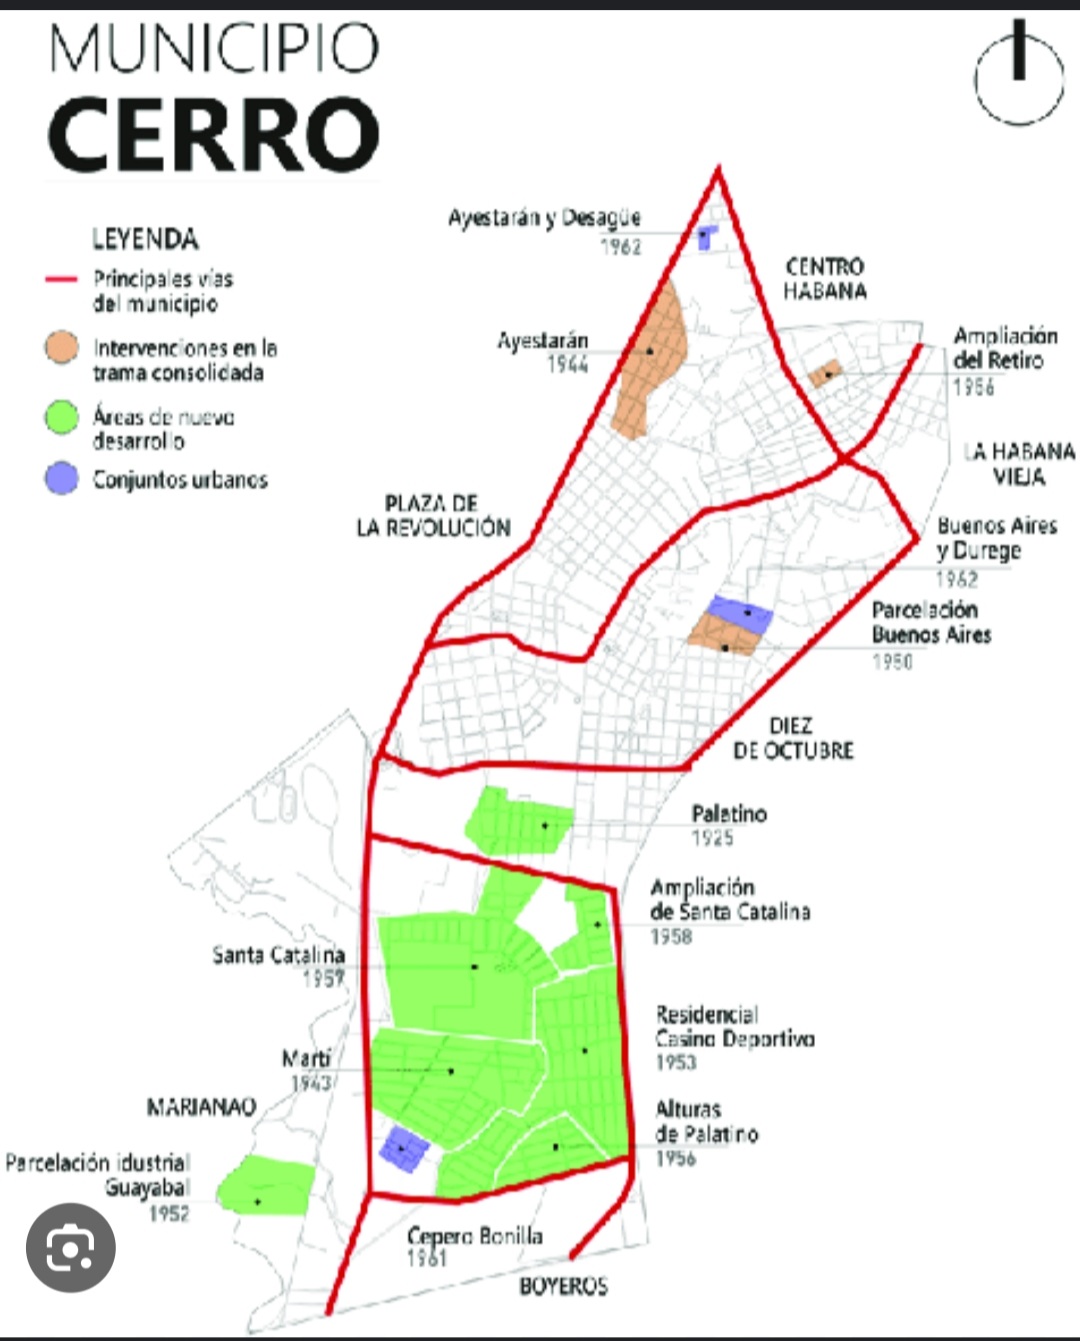 MUNICIPIO
CERRO
LEYENDA
Principales vías
del municipio
Intervenciones en la
trama consolidada
Áreas de nuevo
desarrollo
Conjuntos urbanos
Ayestarán y Desagüe
1962
CENTRO
HABANA
Ayestarán
1944
Ampliación
del Retiro
1956
LA HABANA
VIEJA
PLAZA DE
LA REVOLUCIÓN
Buenos Aires
y Durege
1962
Parcelación
Buenos Aires
1950
DIEZ
DE OCTUBRE
Palatino
1925
Ampliación
de Santa Catalina
1958
Santa Catalina
1957
Residencial
Casino Deportivo
1953
Martí
1943
MARIANAO
Alturas
de Palatino
1956
Parcelación idustrial
Guayabal
1952
Cepero Bonilla
1961
BOYEROS